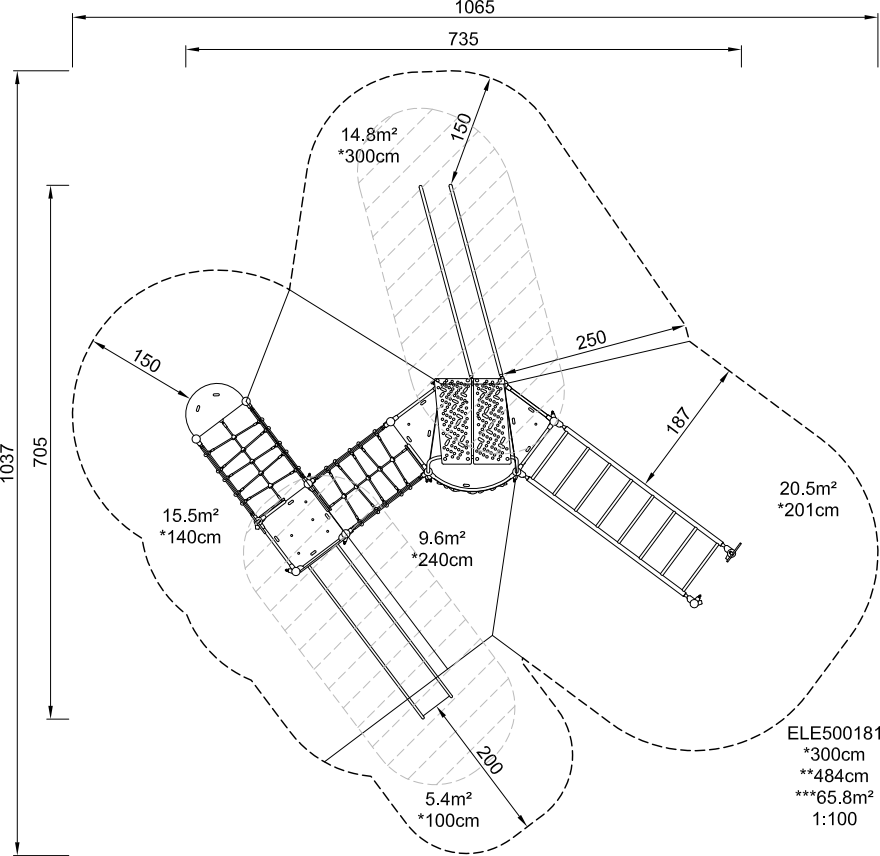 1065
735
14.8m²
*300cm
150
250
150
187
1037
705
20.5m²
*201cm
15.5m²
*140cm
9.6m²
*240cm
200
5.4m²
*100cm
ELE500181
*300cm
**484cm
***65.8m²
1:100